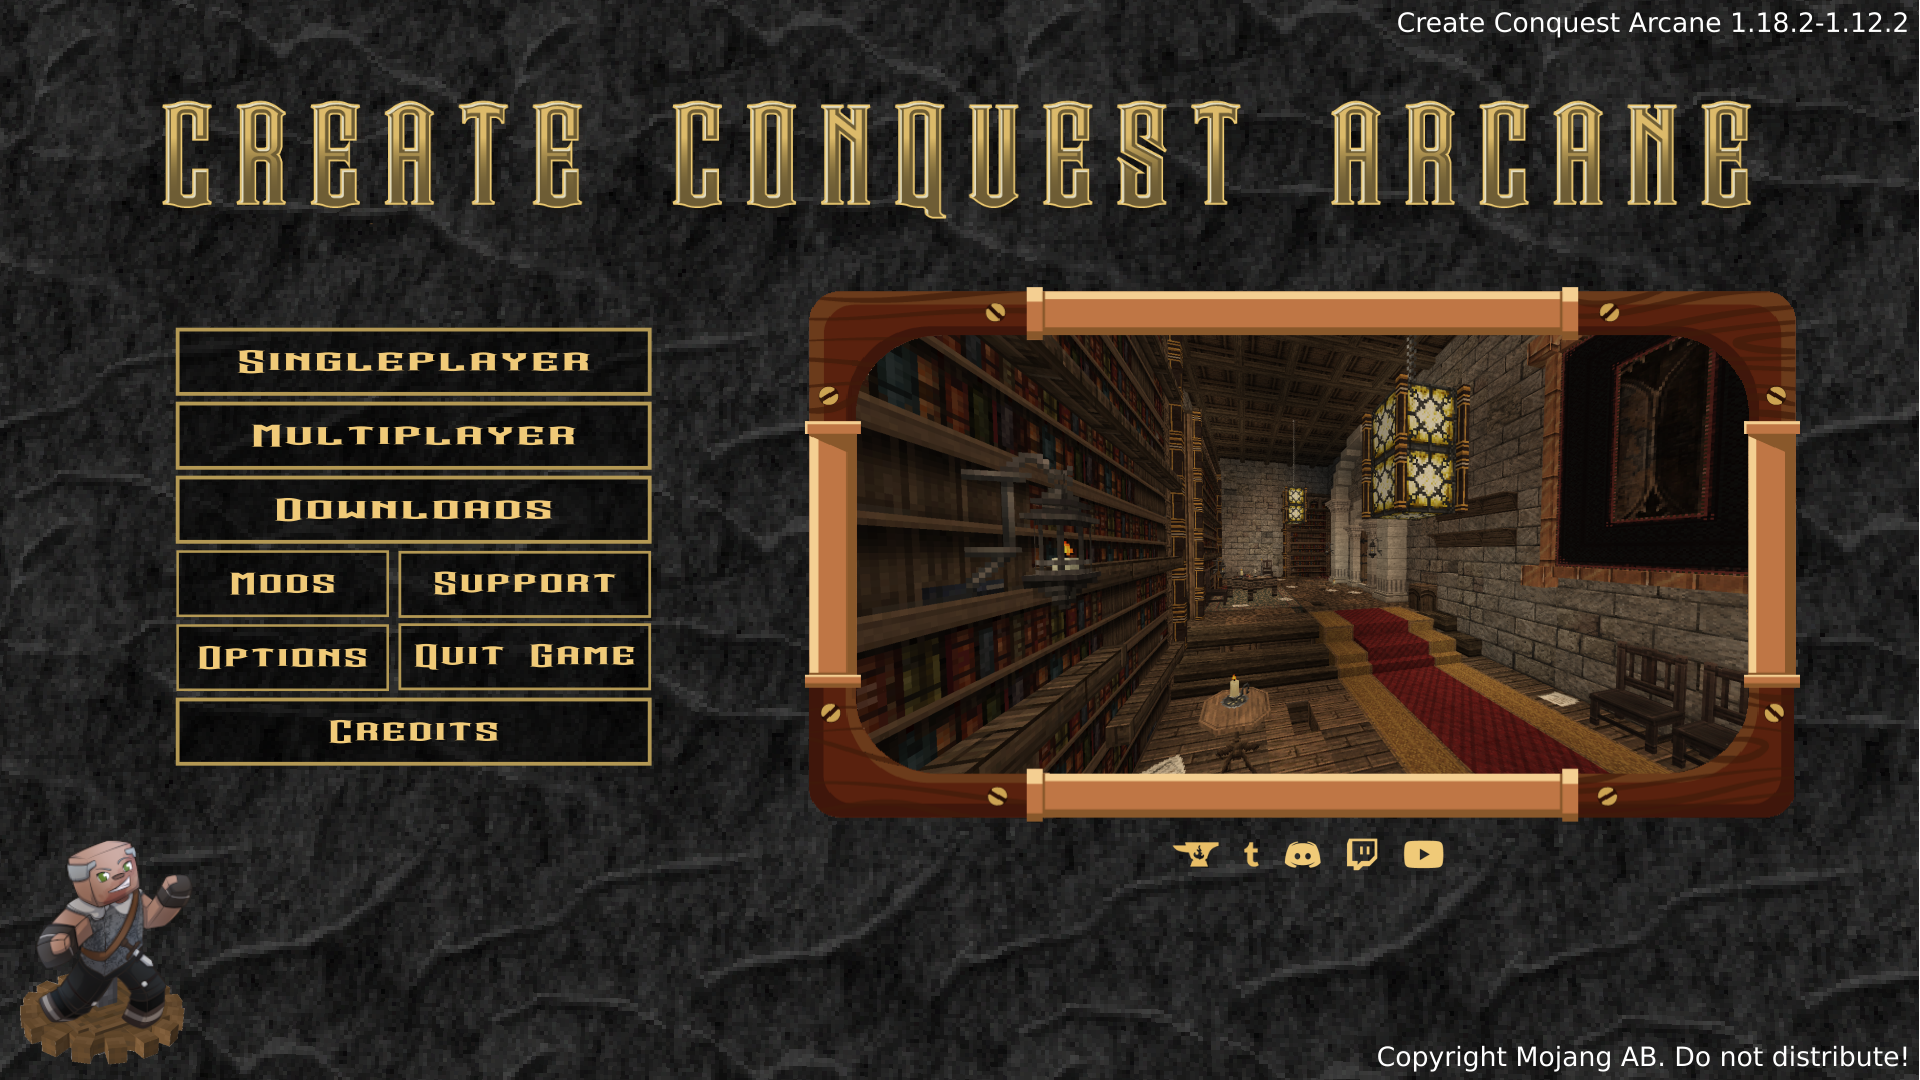 Create Conquest Arcane 1.18.2-1.12.2
CREATE CONQUEST ARCANE
SINGLEPLAYER
MULTIPLAYER
DOWNLOADS
MODS
SUPPORT
OPTIONS
QUIT GAME
CREDITS
t
Copyright Mojang AB. Do not distribute!